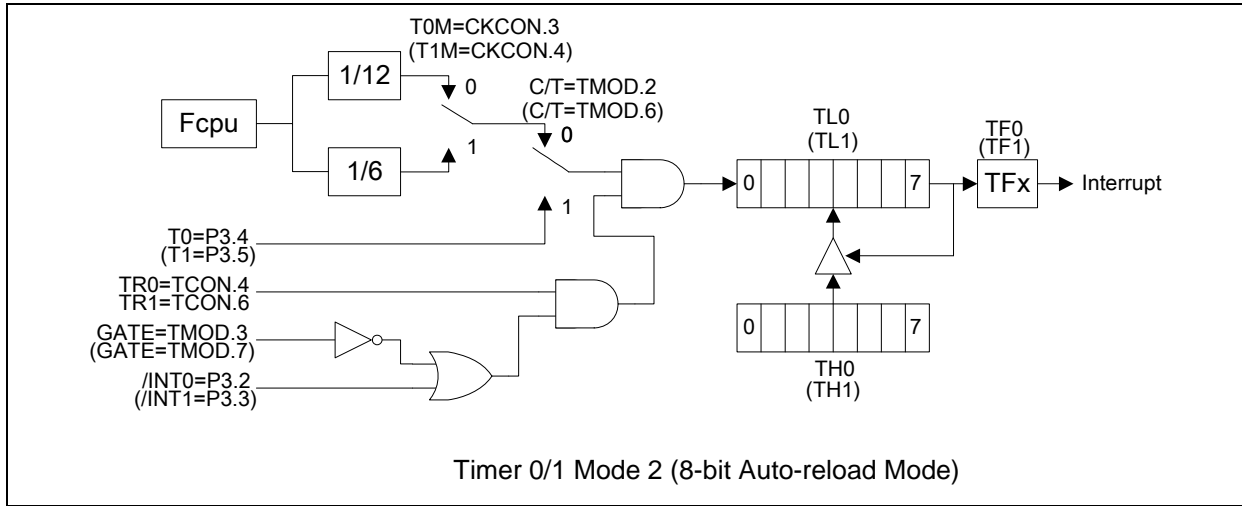 T0M=CKCON.3
(T1M=CKCON.4)
1/12
0
C/T=TMOD.2
(C/T=TMOD.6)
Fcpu
0
1
1/6
1
TL0
(TL1)
0
7
TF0
(TF1)
TFx
Interrupt
T0=P3.4
(T1=P3.5)
TR0=TCON.4
TR1=TCON.6
GATE=TMOD.3
(GATE=TMOD.7)
/INT0=P3.2
(/INT1=P3.3)
0
7
TH0
(TH1)
Timer 0/1 Mode 2 (8-bit Auto-reload Mode)